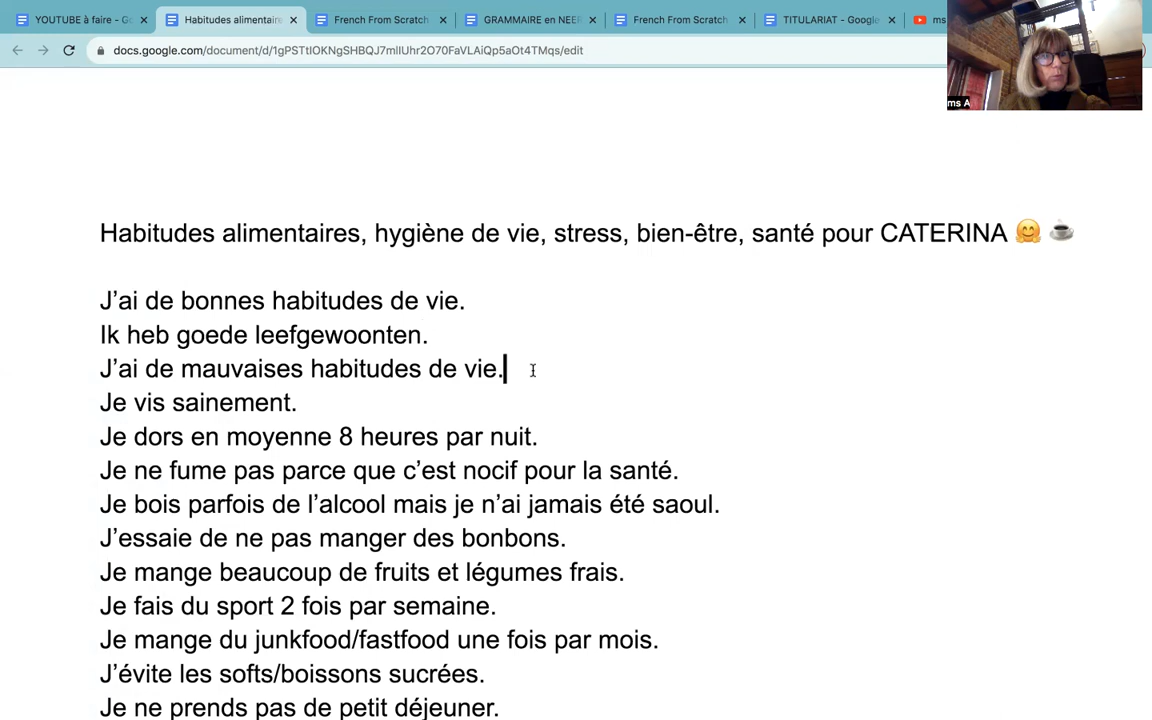 YOUTUBE à faire - Go
Habitudes alimentaire
French From Scratch
GRAMMAIRE en NEER
French From Scratch
TITULARIAT - Google
ms
docs.google.com/document/d/1gPSTtIOKNgSHBQJ7mlIUhr2O70FaVLAiQp5aOt4TMqs/edit
ms A
Habitudes alimentaires, hygiène de vie, stress, bien-être, santé pour CATERINA 🤗 ☕
J’ai de bonnes habitudes de vie.
Ik heb goede leefgewoonten.
J’ai de mauvaises habitudes de vie.
Je vis sainement.
Je dors en moyenne 8 heures par nuit.
Je ne fume pas parce que c’est nocif pour la santé.
Je bois parfois de l’alcool mais je n’ai jamais été saoul.
J’essaie de ne pas manger des bonbons.
Je mange beaucoup de fruits et légumes frais.
Je fais du sport 2 fois par semaine.
Je mange du junkfood/fastfood une fois par mois.
J’évite les softs/boissons sucrées.
Je ne prends pas de petit déjeuner.